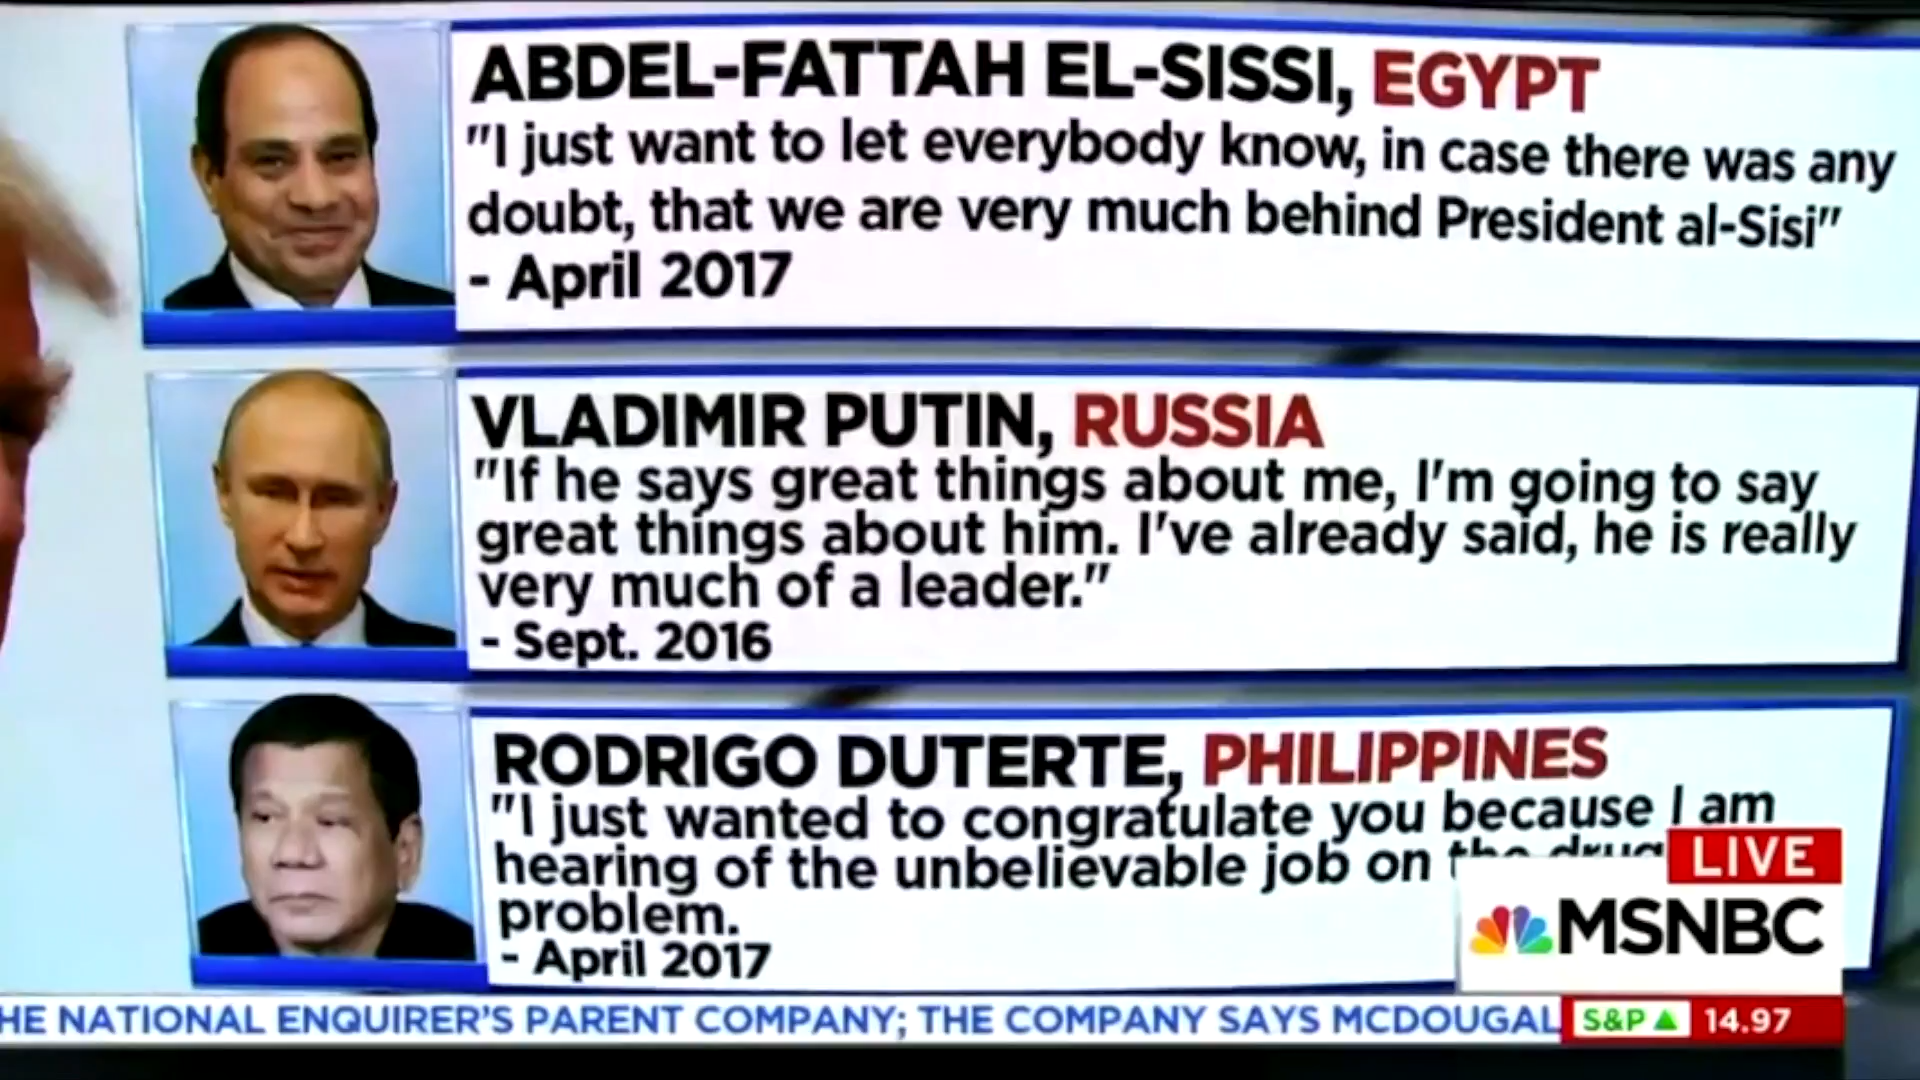 ABDEL-FATTAH EL-SISSI, EGYPT
"I just want to let everybody know, in case there was any
doubt, that we are very much behind President al-Sisi"
- April 2017
VLADIMIR PUTIN, RUSSIA
"If he says great things about me, I'm going to say
great things about him. I've already said, he is really
very much of a leader."
- Sept. 2016
RODRIGO DUTERTE, PHILIPPINES
"I just wanted to congratulate you because I am
hearing of the unbelievable job on the drug
problem.
- April 2017
LIVE
MSNBC
HE NATIONAL ENQUIRER'S PARENT COMPANY; THE COMPANY SAYS MCDOUGAL
S&P ▲ 14.97